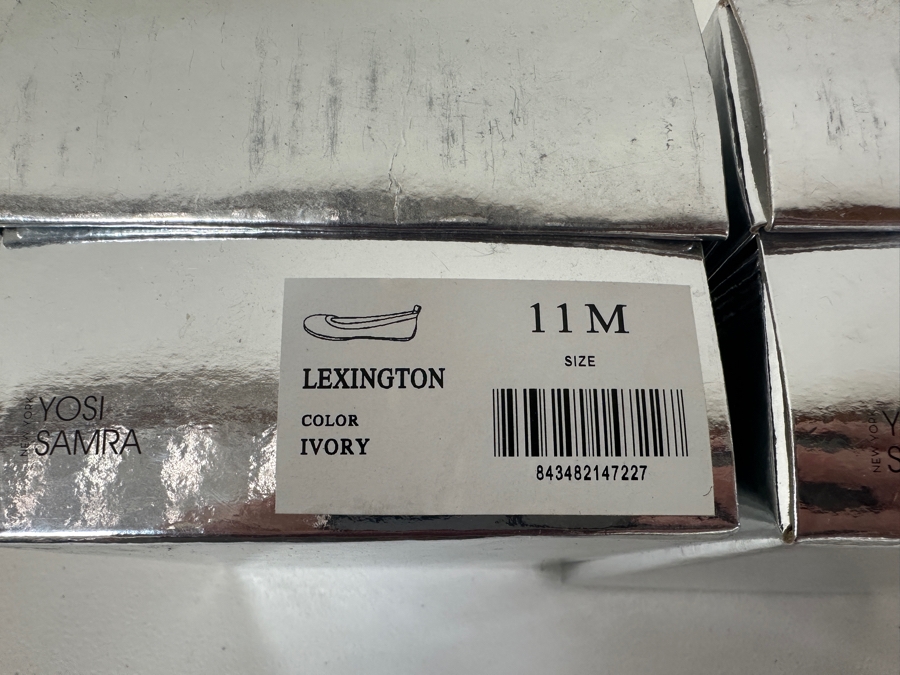 NEW YORK
YOSI
SAMRA
LEXINGTON
COLOR
IVORY
11 M
SIZE
843482147227
NEW YORK